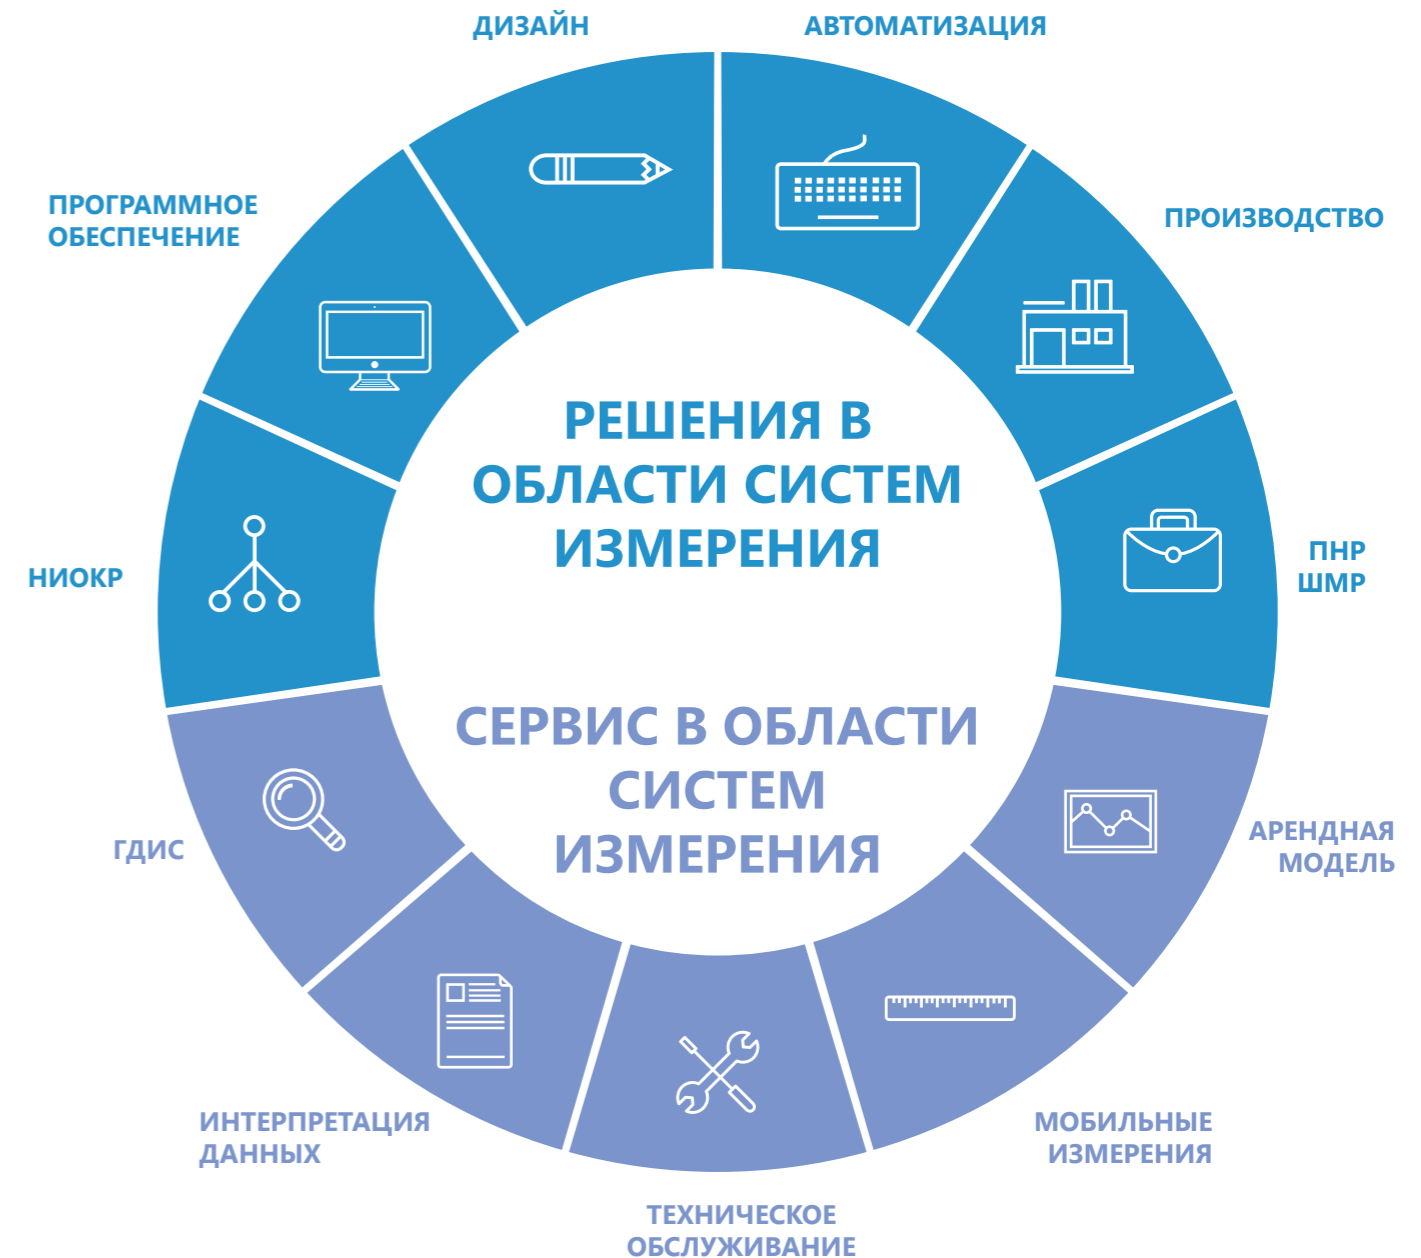 ДИЗАЙН
АВТОМАТИЗАЦИЯ
ПРОГРАММНОЕ
ОБЕСПЕЧЕНИЕ
ПРОИЗВОДСТВО
РЕШЕНИЯ В
ОБЛАСТИ СИСТЕМ
ИЗМЕРЕНИЯ
НИОКР
ПНР
ШМР
СЕРВИС В ОБЛАСТИ
СИСТЕМ
ИЗМЕРЕНИЯ
ГДИС
АРЕНДНАЯ
МОДЕЛЬ
ИНТЕРПРЕТАЦИЯ
ДАННЫХ
МОБИЛЬНЫЕ
ИЗМЕРЕНИЯ
ТЕХНИЧЕСКОЕ
ОБСЛУЖИВАНИЕ